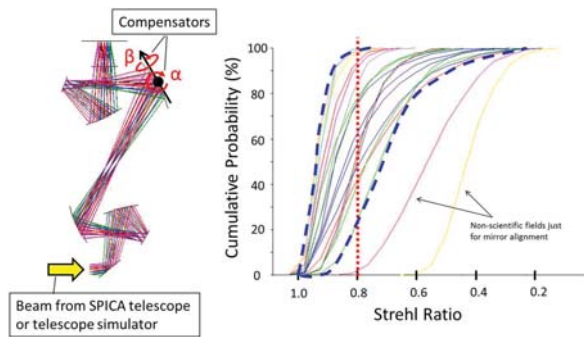 Compensators
β
α
Beam from SPICA telescope
or telescope simulator
Cumulative Probability (%)
100
80
60
40
20
0
Non-scientific fields just
for mirror alignment
1.0
0.8
0.6
0.4
0.2
Strehl Ratio